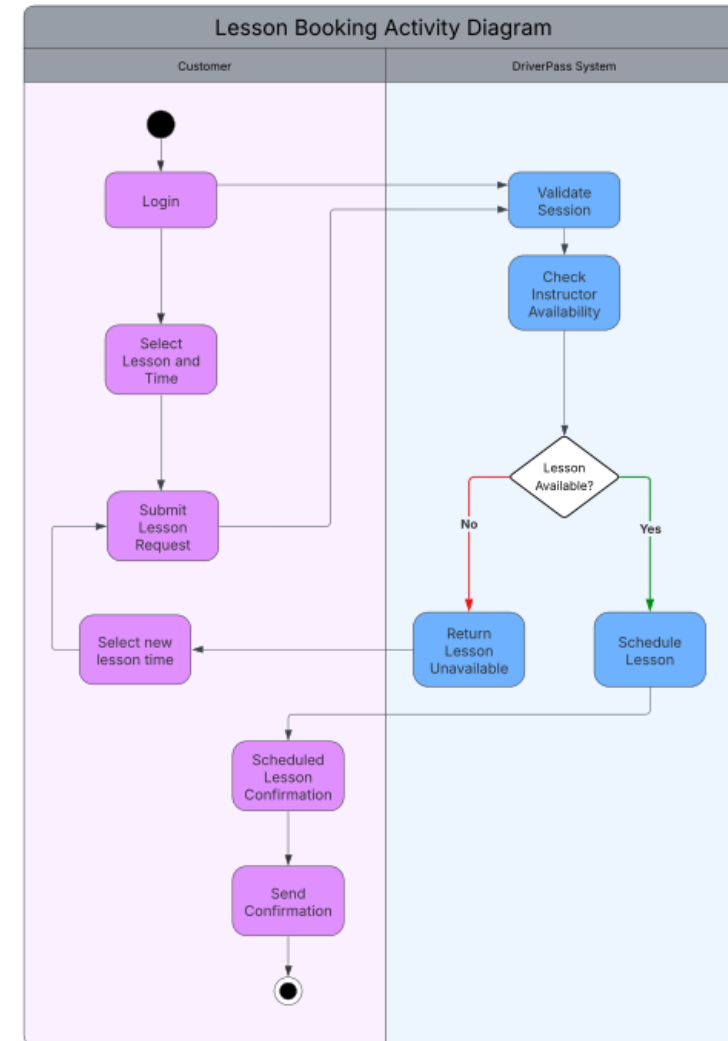 Lesson Booking Activity Diagram
Customer
DriverPass System
Login
Validate
Session
Check
Instructor
Availability
Select
Lesson and
Time
Lesson
Available?
Submit
Lesson
Request
No
Yes
Select new
lesson time
Return
Lesson
Unavailable
Schedule
Lesson
Scheduled
Lesson
Confirmation
Send
Confirmation